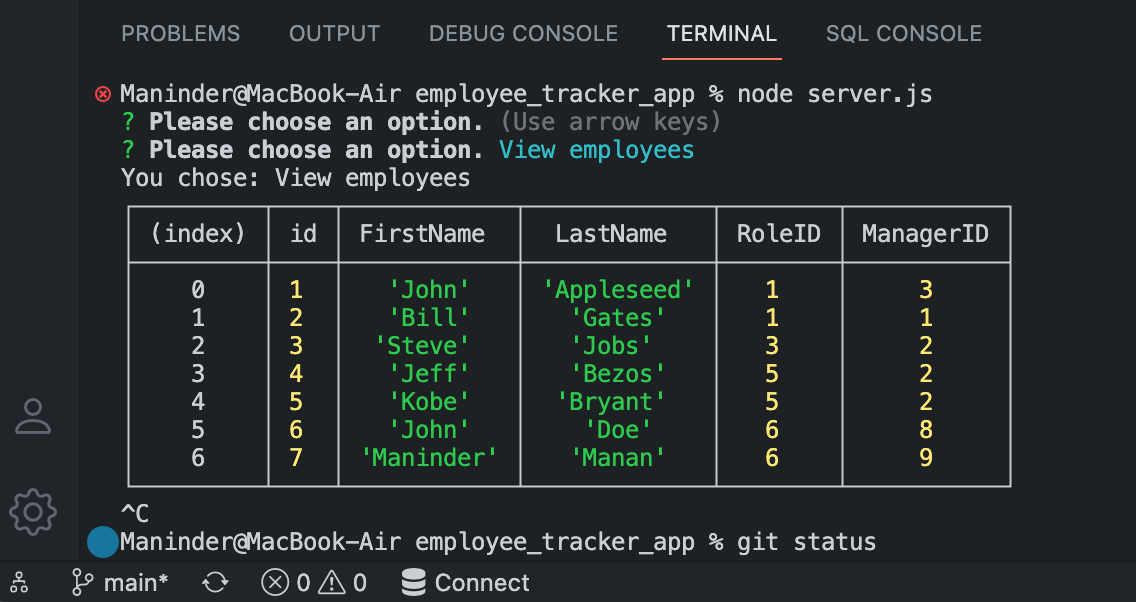 PROBLEMS OUTPUT DEBUG CONSOLE TERMINAL SQL CONSOLE
Maninder@MacBook-Air employee_tracker_app % node server.js
? Please choose an option. (Use arrow keys)
? Please choose an option. View employees
You chose: View employees
(index) id FirstName LastName RoleID ManagerID
0 1 'John' 'Appleseed' 1 3
1 2 'Bill' 'Gates' 1 1
2 3 'Steve' 'Jobs' 3 2
3 4 'Jeff' 'Bezos' 5 2
4 5 'Kobe' 'Bryant' 5 2
5 6 'John' 'Doe' 6 8
6 7 'Maninder' 'Manan' 6 9
^C
Maninder@MacBook-Air employee_tracker_app % git status
main* 0 0 Connect